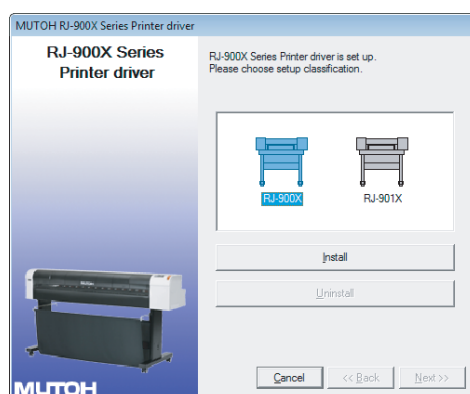 MUTOH RJ-900X Series Printer driver
RJ-900X Series
Printer driver
RJ-900X Series Printer driver is set up.
Please choose setup classification.
RJ-900X
RJ-901X
Install
Uninstall
MUTOH
Cancel
<< Back
Next >>